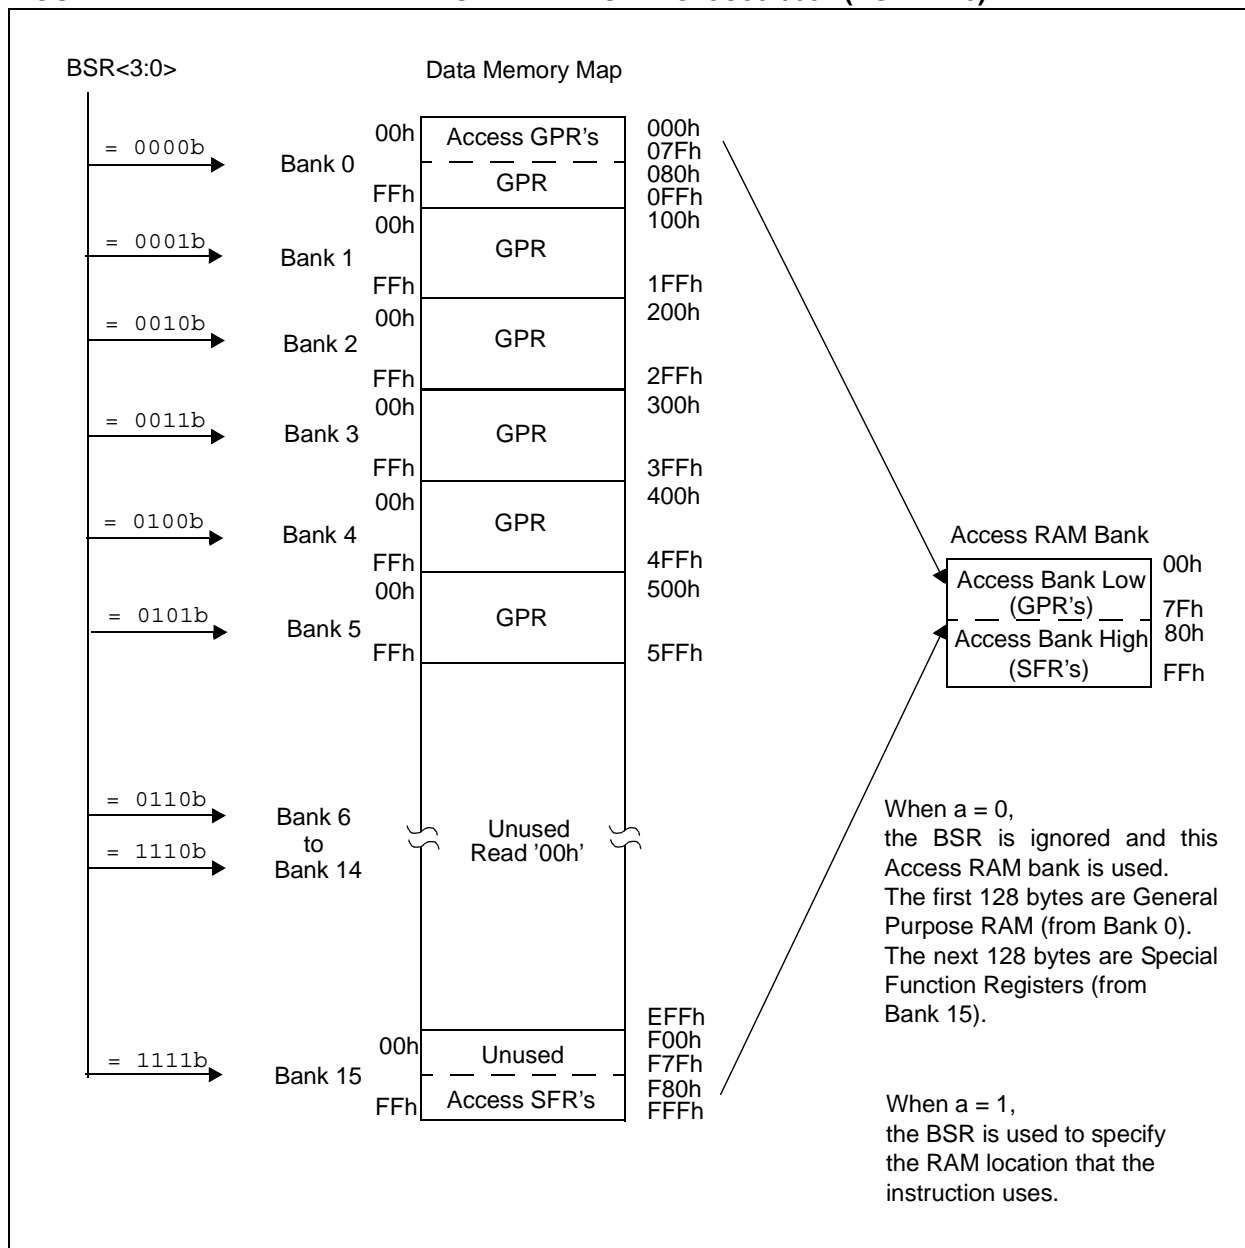 BSR<3:0>
Data Memory Map
= 0000b
Bank 0
00h
FFh
Access GPR's
GPR
000h
07Fh
080h
0FFh
= 0001b
Bank 1
00h
FFh
GPR
100h
1FFh
= 0010b
Bank 2
00h
FFh
GPR
200h
2FFh
= 0011b
Bank 3
00h
FFh
GPR
300h
3FFh
= 0100b
Bank 4
00h
FFh
GPR
400h
4FFh
= 0101b
Bank 5
00h
FFh
GPR
500h
5FFh
= 0110b
= 1110b
Bank 6
to
Bank 14
Unused
Read '00h'
EFFh
= 1111b
Bank 15
00h
FFh
Unused
Access SFR's
F00h
F7Fh
F80h
FFFh
Access RAM Bank
Access Bank Low
(GPR's)
Access Bank High
(SFR's)
00h
7Fh
80h
FFh
When a = 0,
the BSR is ignored and this
Access RAM bank is used.
The first 128 bytes are General
Purpose RAM (from Bank 0).
The next 128 bytes are Special
Function Registers (from
Bank 15).
When a = 1,
the BSR is used to specify
the RAM location that the
instruction uses.